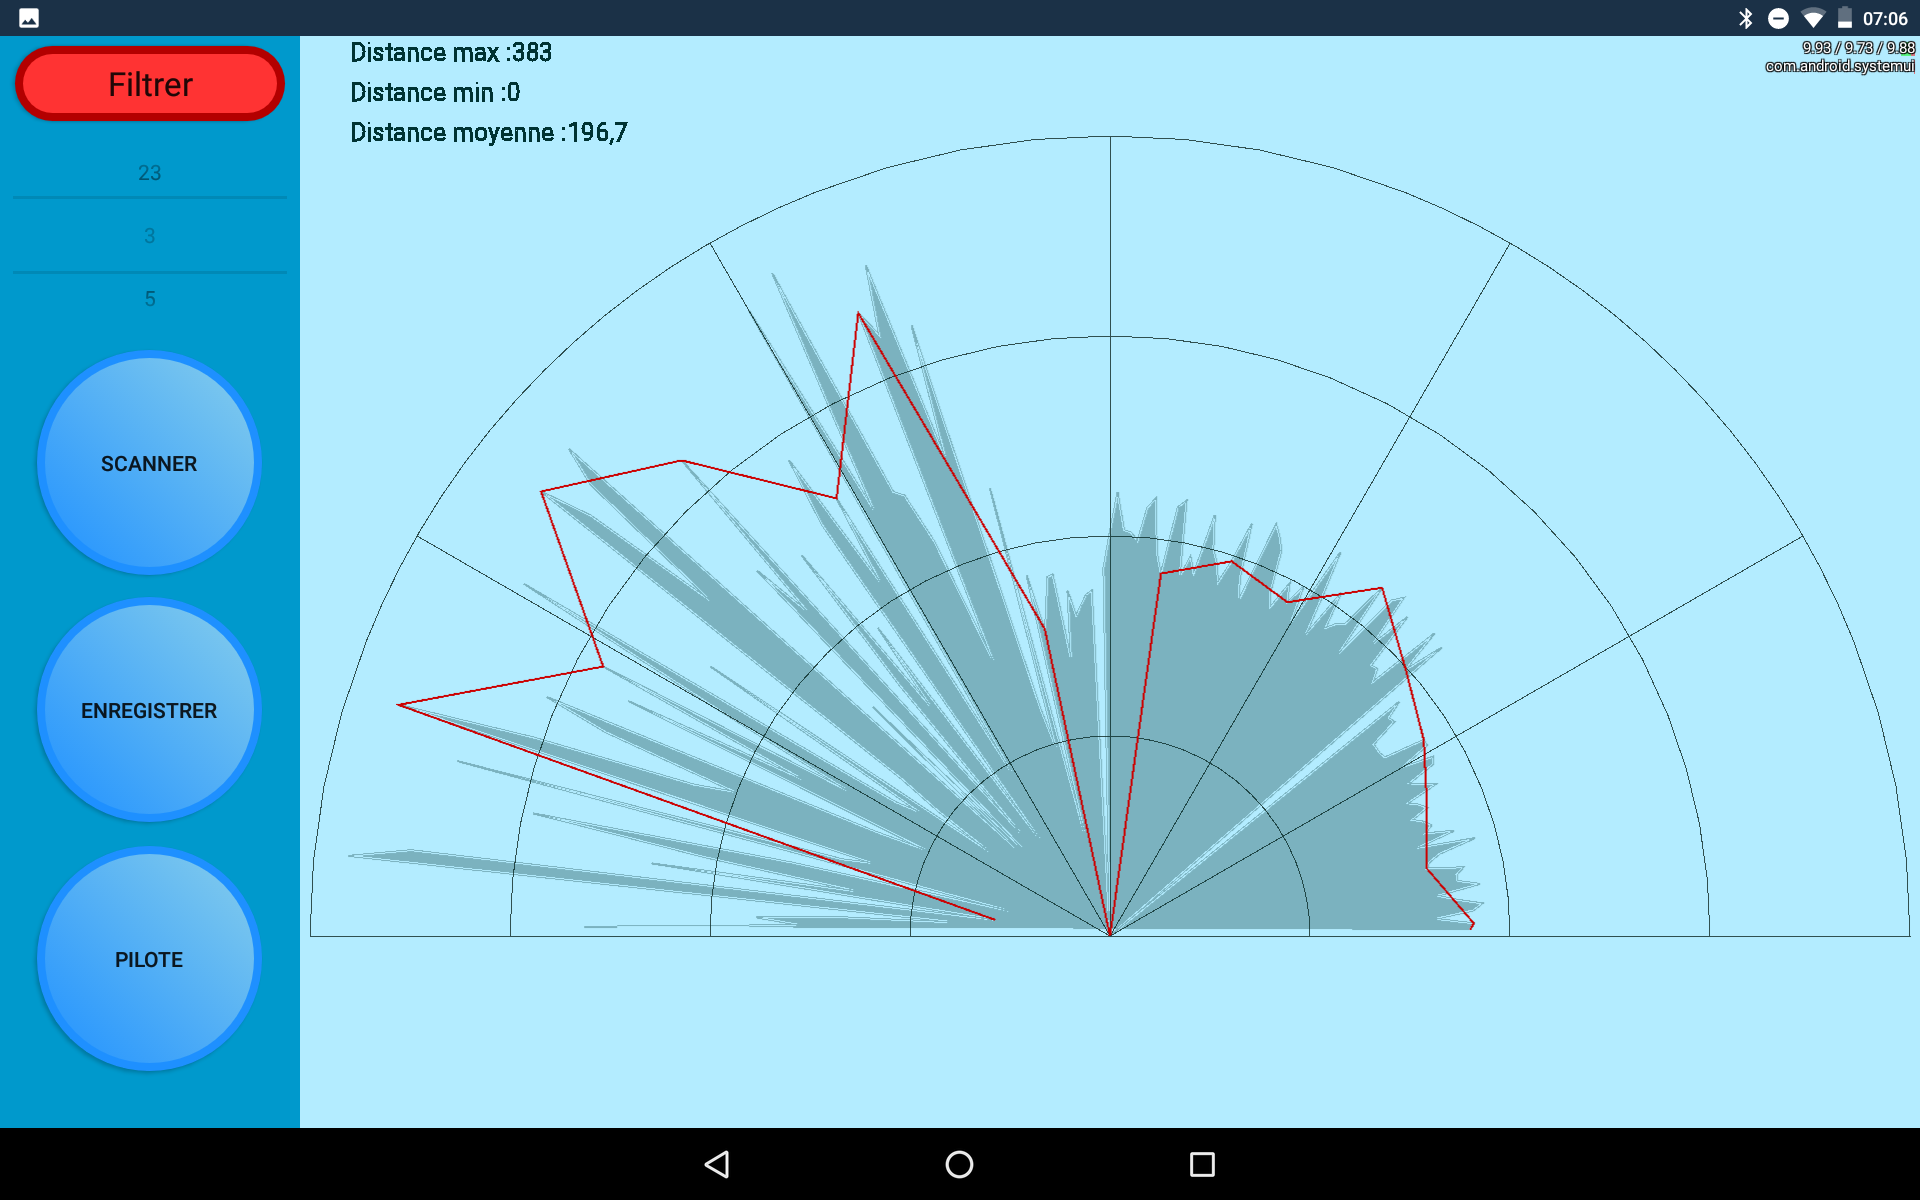 07:06
9.93 / 9.73 / 9.88
com.android.systemui
Filtrer
23
3
5
SCANNER
ENREGISTRER
PILOTE
Distance max :383
Distance min :0
Distance moyenne :196,7